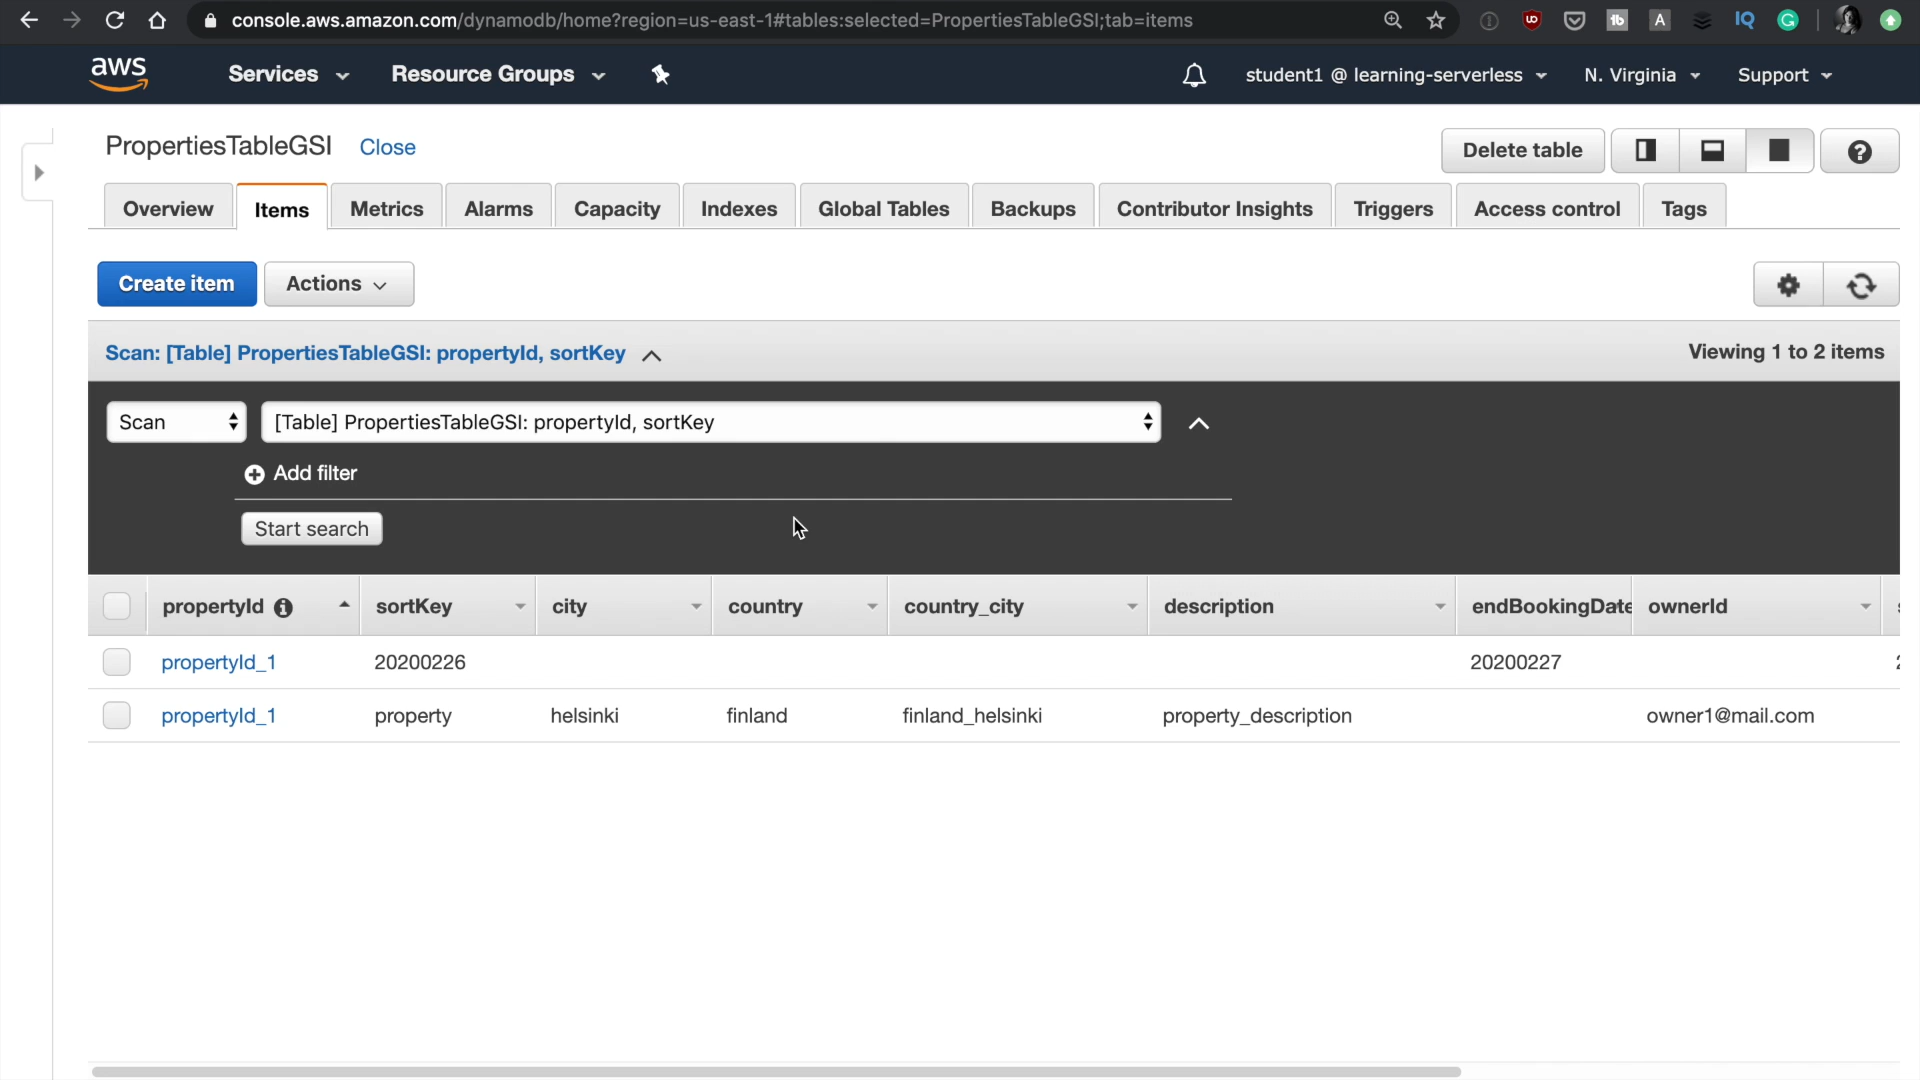 console.aws.amazon.com/dynamodb/home?region=us-east-1#tables:selected=PropertiesTableGSI;tab=items
aws Services Resource Groups student1 @ learning-serverless N. Virginia Support
PropertiesTableGSI Close Delete table
Overview Items Metrics Alarms Capacity Indexes Global Tables Backups Contributor Insights Triggers Access control Tags
Create item Actions
Scan: [Table] PropertiesTableGSI: propertyId, sortKey Viewing 1 to 2 items
Scan [Table] PropertiesTableGSI: propertyId, sortKey
Add filter
Start search
propertyId sortKey city country country_city description endBookingDate ownerId
propertyId_1 20200226 20200227
propertyId_1 property helsinki finland finland_helsinki property_description owner1@mail.com